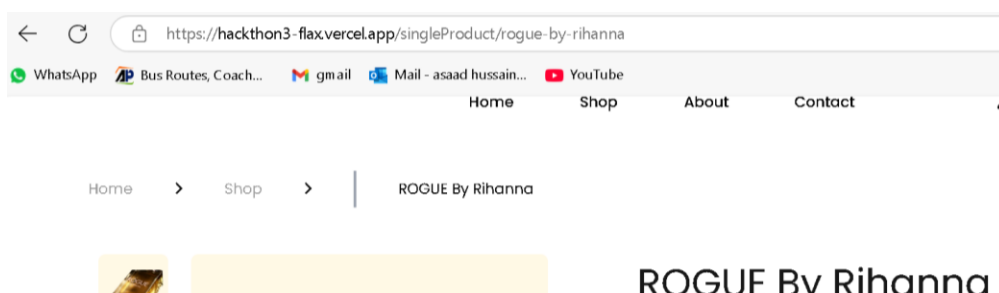 https://hackthon3-flax.vercel.app/singleProduct/rogue-by-rihanna
WhatsApp Bus Routes, Coach... gmail Mail - asaad hussain... YouTube
Home Shop About Contact
Home > Shop > ROGUE By Rihanna
ROGUE By Rihanna